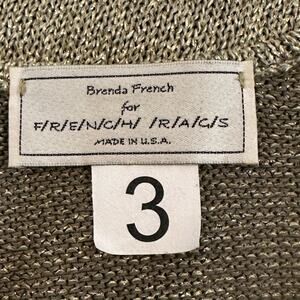 Brenda French
for
F/R/E/N/C/H/ /R/A/G/S
MADE IN U.S.A.
3